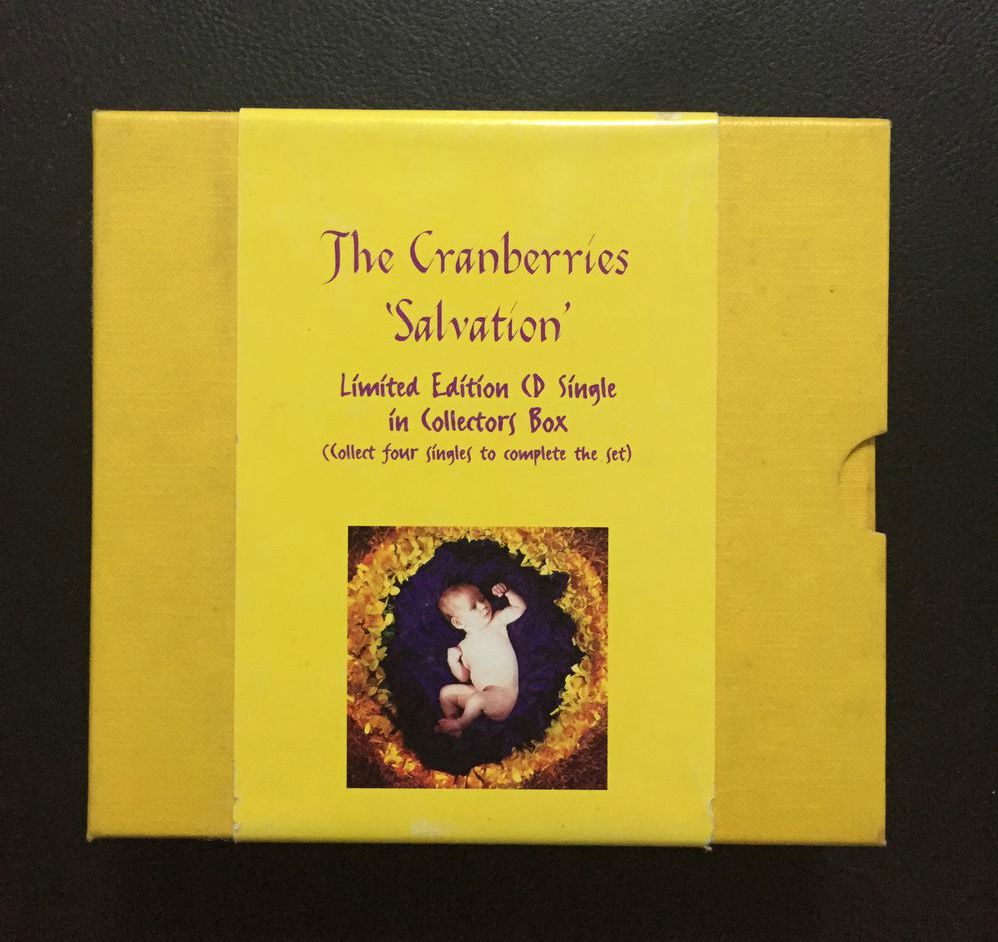 The Cranberries
‘Salvation’
Limited Edition CD Single
in Collectors Box
(Collect four singles to complete the set)